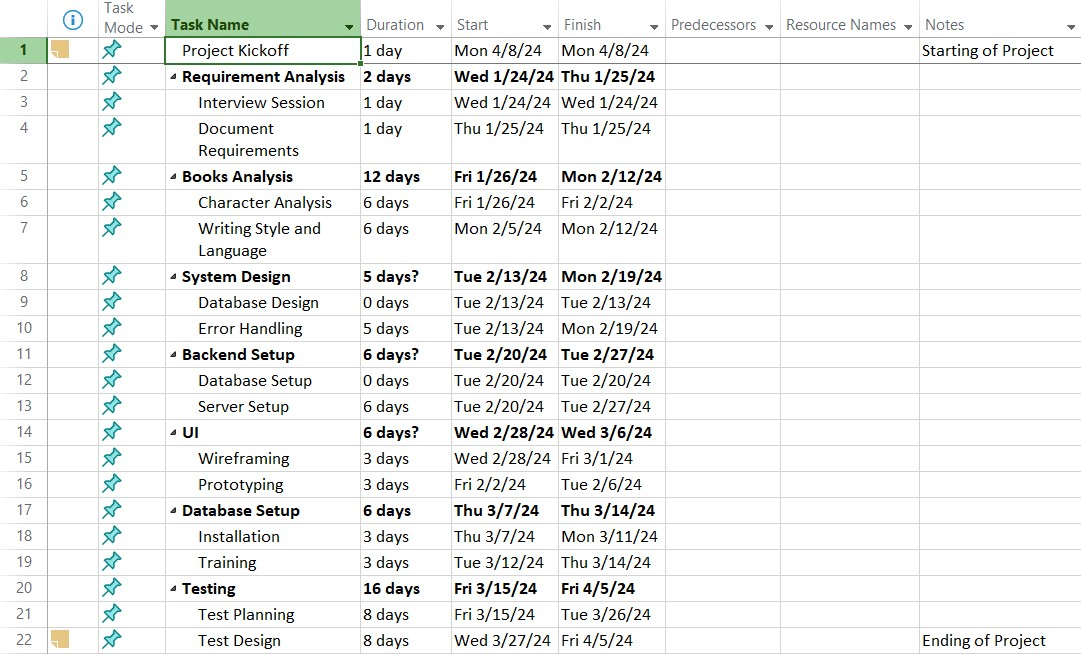 Task Mode Task Name Duration Start Finish Predecessors Resource Names Notes
1 Project Kickoff 1 day Mon 4/8/24 Mon 4/8/24 Starting of Project
2 Requirement Analysis 2 days Wed 1/24/24 Thu 1/25/24
3 Interview Session 1 day Wed 1/24/24 Wed 1/24/24
4 Document 1 day Thu 1/25/24 Thu 1/25/24
Requirements
5 Books Analysis 12 days Fri 1/26/24 Mon 2/12/24
6 Character Analysis 6 days Fri 1/26/24 Fri 2/2/24
7 Writing Style and 6 days Mon 2/5/24 Mon 2/12/24
Language
8 System Design 5 days? Tue 2/13/24 Mon 2/19/24
9 Database Design 0 days Tue 2/13/24 Tue 2/13/24
10 Error Handling 5 days Tue 2/13/24 Mon 2/19/24
11 Backend Setup 6 days? Tue 2/20/24 Tue 2/27/24
12 Database Setup 0 days Tue 2/20/24 Tue 2/20/24
13 Server Setup 6 days Tue 2/20/24 Tue 2/27/24
14 UI 6 days? Wed 2/28/24 Wed 3/6/24
15 Wireframing 3 days Wed 2/28/24 Fri 3/1/24
16 Prototyping 3 days Fri 2/2/24 Tue 2/6/24
17 Database Setup 6 days Thu 3/7/24 Thu 3/14/24
18 Installation 3 days Thu 3/7/24 Mon 3/11/24
19 Training 3 days Tue 3/12/24 Thu 3/14/24
20 Testing 16 days Fri 3/15/24 Fri 4/5/24
21 Test Planning 8 days Fri 3/15/24 Tue 3/26/24
22 Test Design 8 days Wed 3/27/24 Fri 4/5/24 Ending of Project